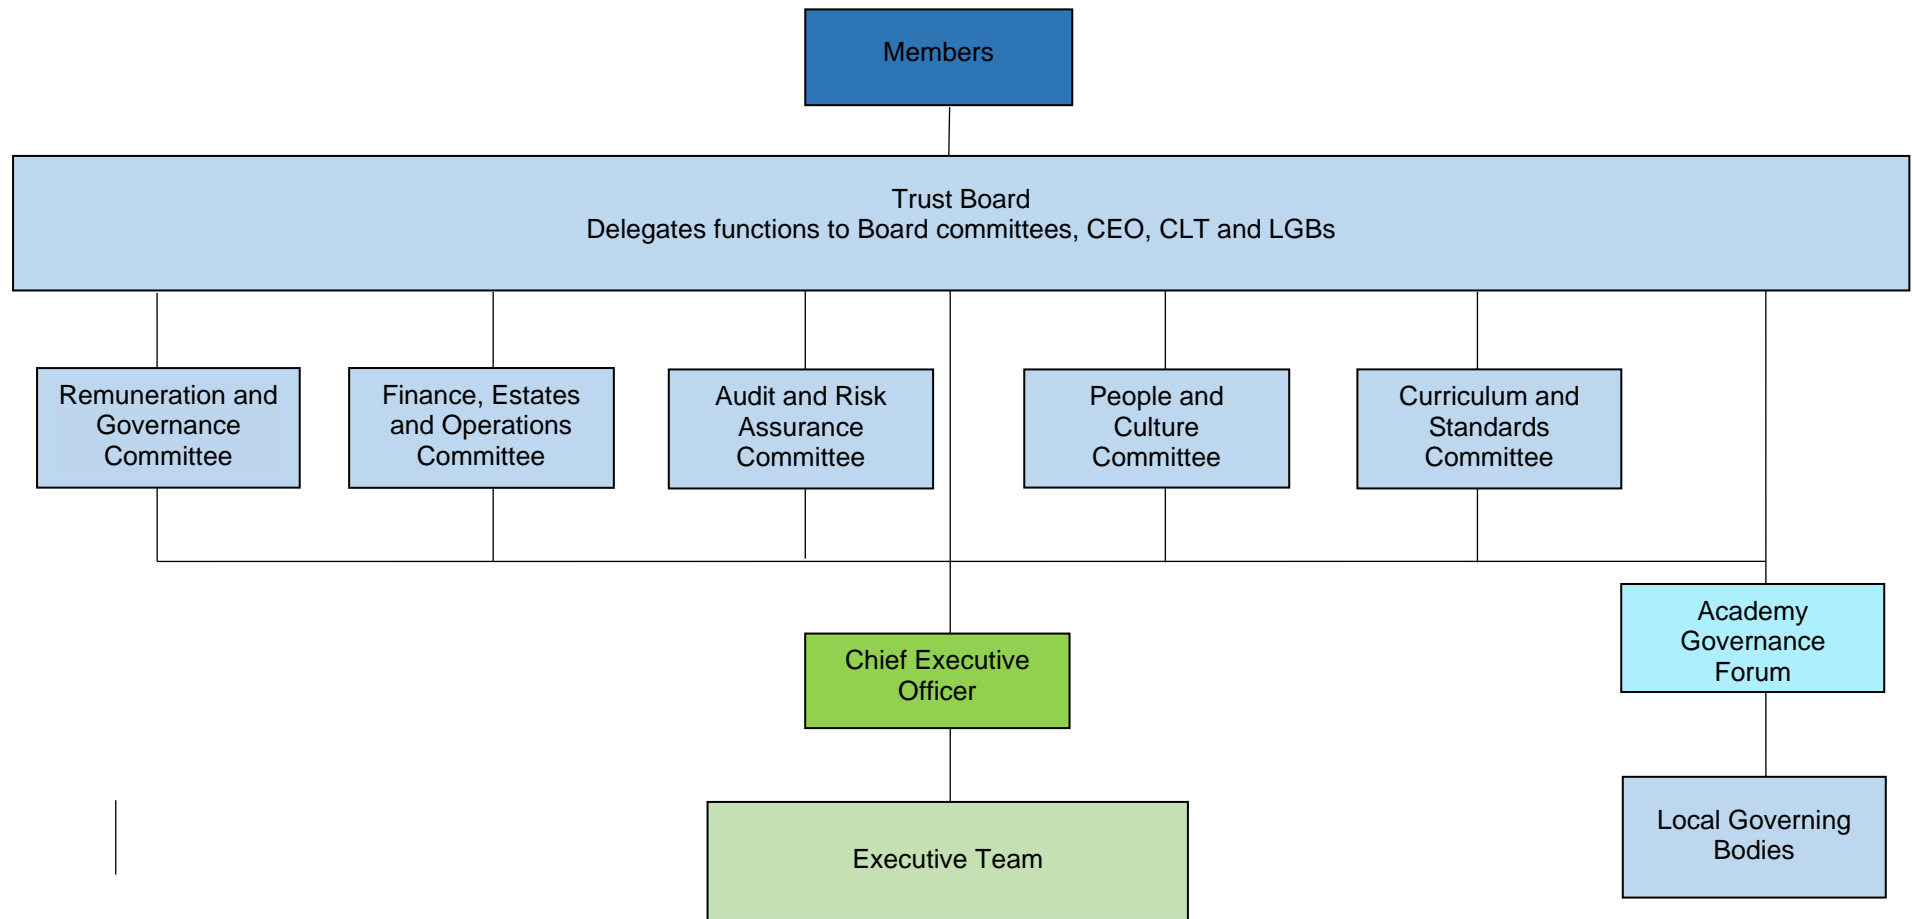 Members
Trust Board
Delegates functions to Board committees, CEO, CLT and LGBs
Remuneration and
Governance
Committee
Finance, Estates
and Operations
Committee
Audit and Risk
Assurance
Committee
People and
Culture
Committee
Curriculum and
Standards
Committee
Academy
Governance
Forum
Chief Executive
Officer
Local Governing
Bodies
Executive Team